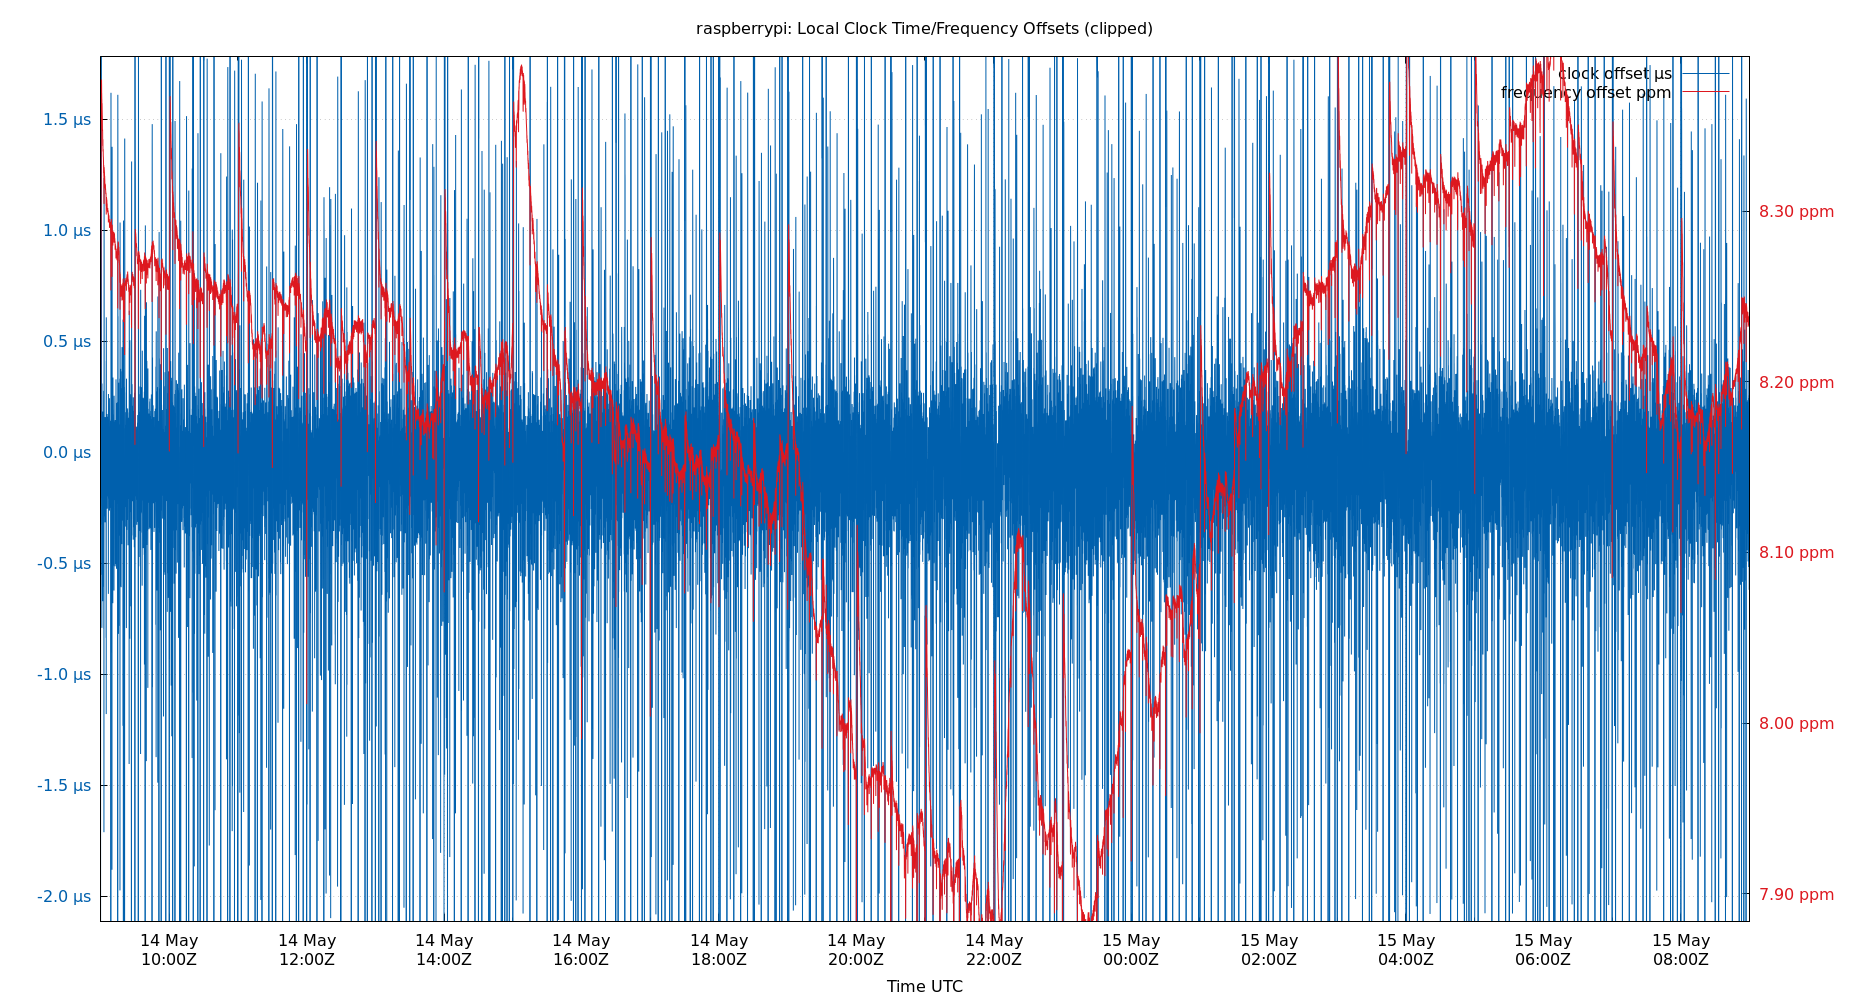 raspberrypi: Local Clock Time/Frequency Offsets (clipped)
clock offset µs
frequency offset ppm
1.5 µs
1.0 µs
0.5 µs
0.0 µs
-0.5 µs
-1.0 µs
-1.5 µs
-2.0 µs
8.30 ppm
8.20 ppm
8.10 ppm
8.00 ppm
7.90 ppm
14 May 14 May 14 May 14 May 14 May 14 May 14 May 15 May 15 May 15 May 15 May 15 May
10:00Z 12:00Z 14:00Z 16:00Z 18:00Z 20:00Z 22:00Z 00:00Z 02:00Z 04:00Z 06:00Z 08:00Z
Time UTC